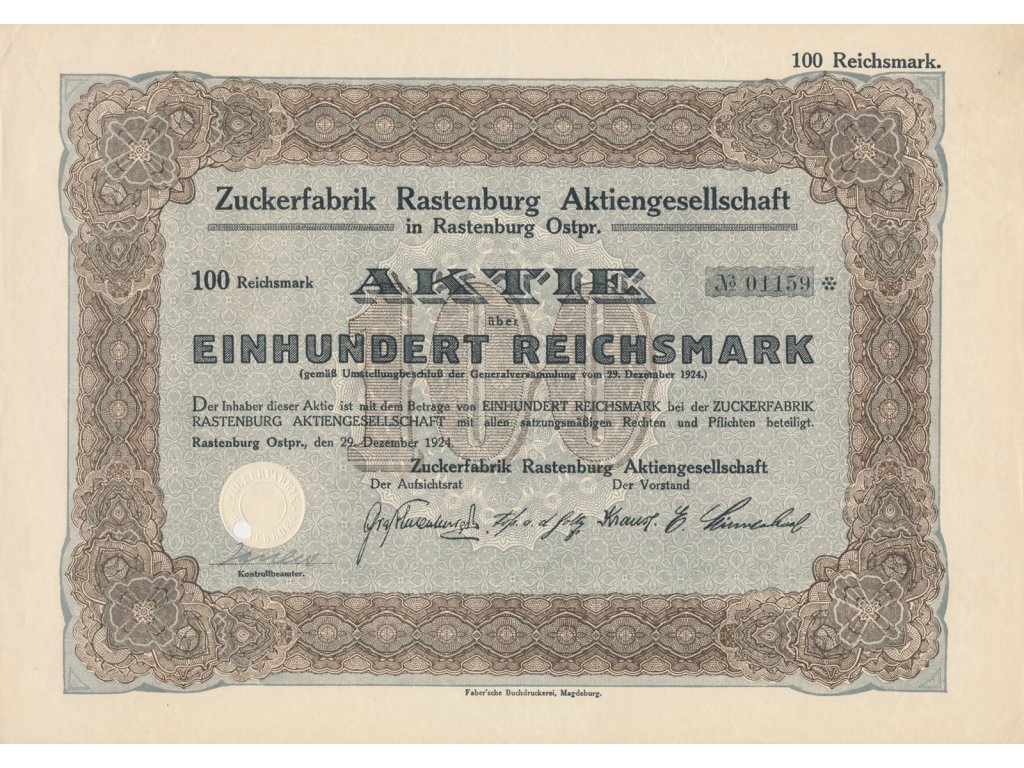 100 Reichsmark.
Zuckerfabrik Rastenburg Aktiengesellschaft
in Rastenburg Ostpr.
100 Reichsmark AKTIE № 01159 ✻
über
EINHUNDERT REICHSMARK
100
(gemäß Umstellungbeschluß der Generalversammlung vom 29. Dezember 1924.)
Der Inhaber dieser Aktie ist mit dem Betrage von EINHUNDERT REICHSMARK bei der ZUCKERFABRIK
RASTENBURG AKTIENGESELLSCHAFT mit allen satzungsmäßigen Rechten und Pflichten beteiligt.
Rastenburg Ostpr., den 29. Dezember 1924.
Zuckerfabrik Rastenburg Aktiengesellschaft
Der Aufsichtsrat Der Vorstand
Kontrollbeamter.
Faber'sche Buchdruckerei, Magdeburg.